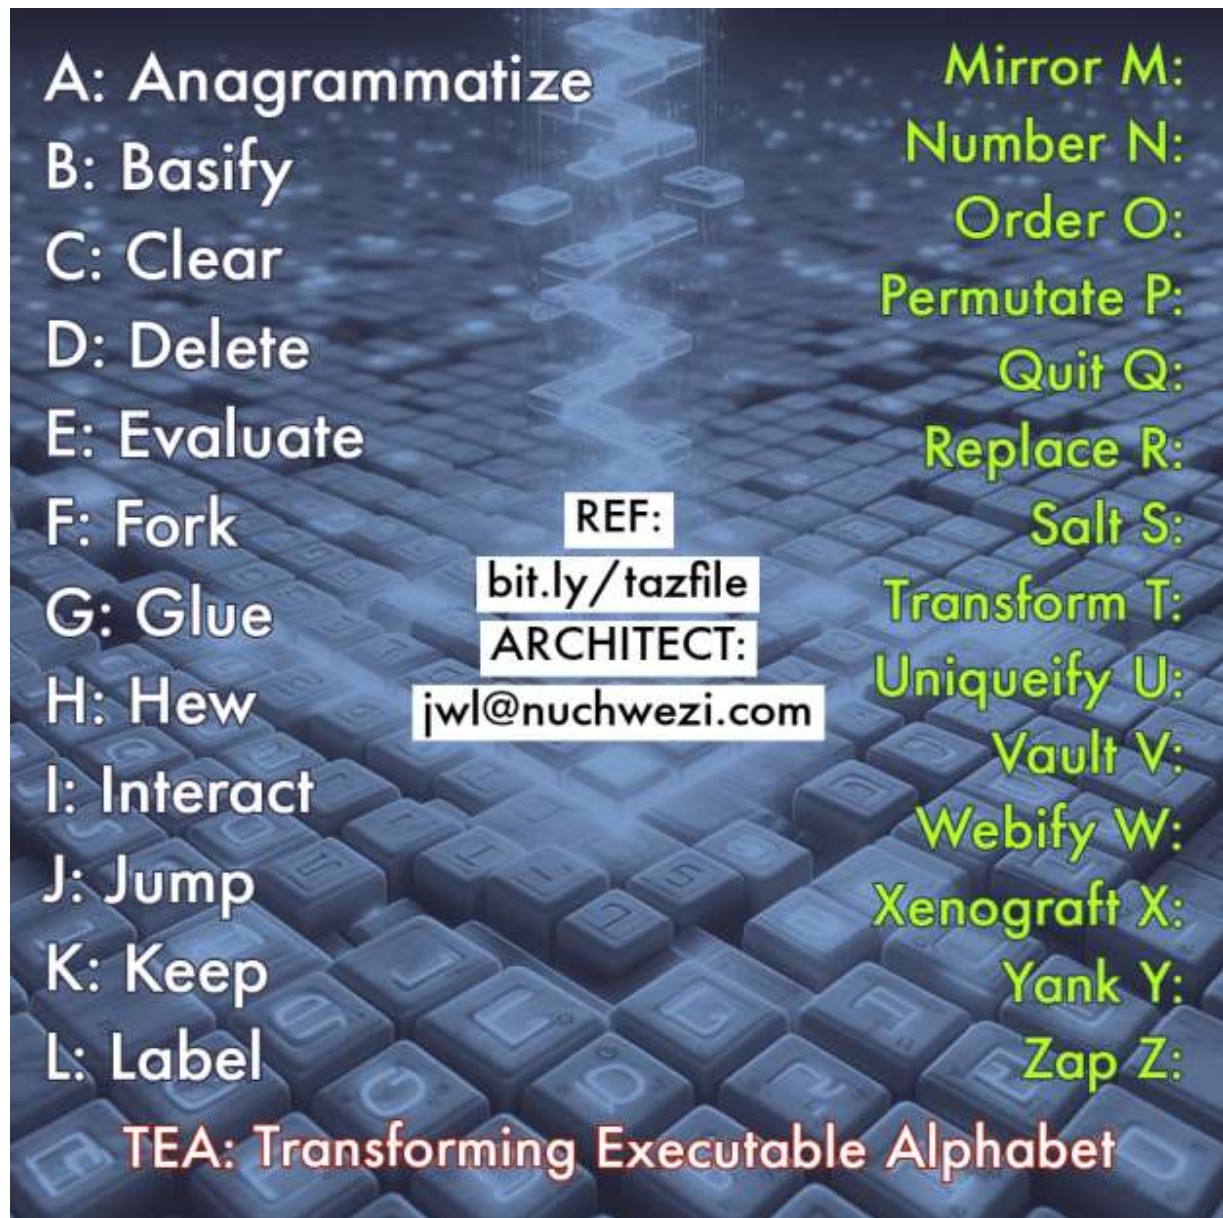 A: Anagrammatize
B: Basify
C: Clear
D: Delete
E: Evaluate
F: Fork
G: Glue
H: Hew
I: Interact
J: Jump
K: Keep
L: Label
REF:
bit.ly/tazfile
ARCHITECT:
jwl@nuchwezi.com
Mirror M:
Number N:
Order O:
Permutate P:
Quit Q:
Replace R:
Salt S:
Transform T:
Uniqueify U:
Vault V:
Webify W:
Xenograft X:
Yank Y:
Zap Z:
TEA: Transforming Executable Alphabet